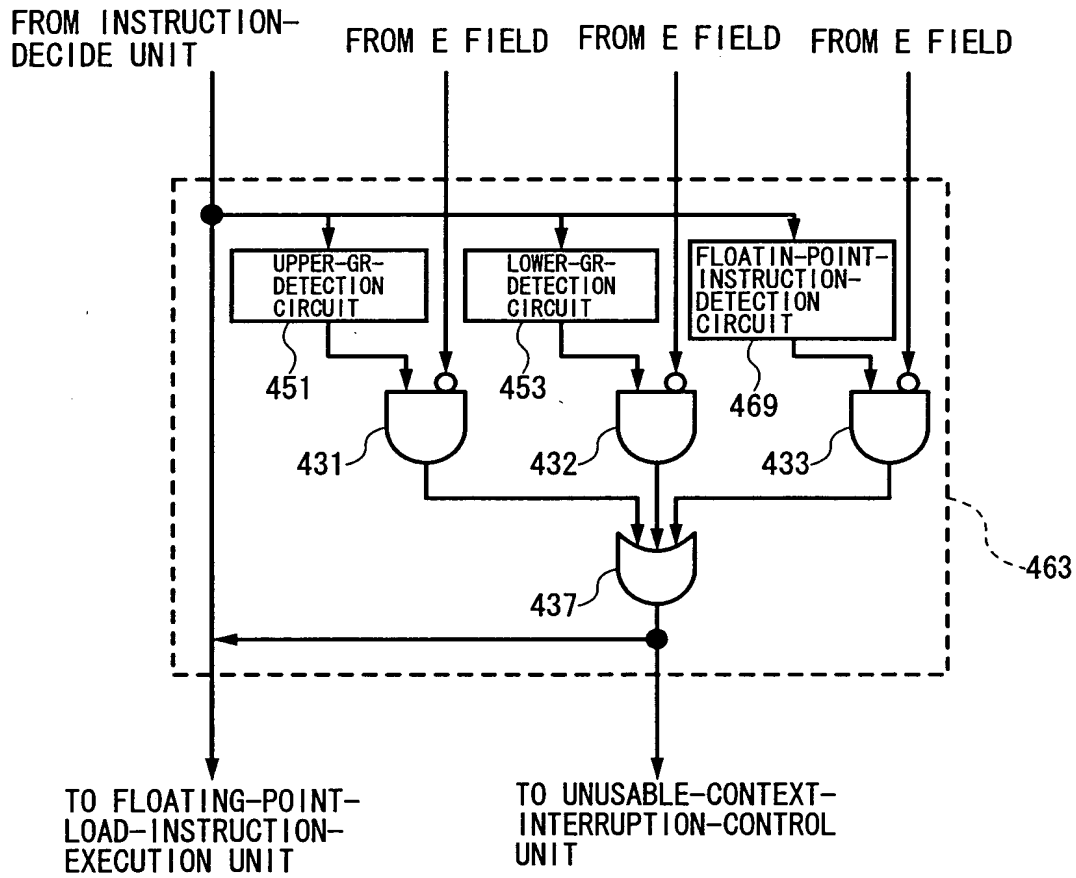 FROM INSTRUCTION-
DECIDE UNIT
FROM E FIELD
FROM E FIELD
FROM E FIELD
UPPER-GR-
DETECTION
CIRCUIT
LOWER-GR-
DETECTION
CIRCUIT
FLOATIN-POINT-
INSTRUCTION-
DETECTION
CIRCUIT
451
453
469
431
432
433
437
463
TO FLOATING-POINT-
LOAD-INSTRUCTION-
EXECUTION UNIT
TO UNUSABLE-CONTEXT-
INTERRUPTION-CONTROL
UNIT